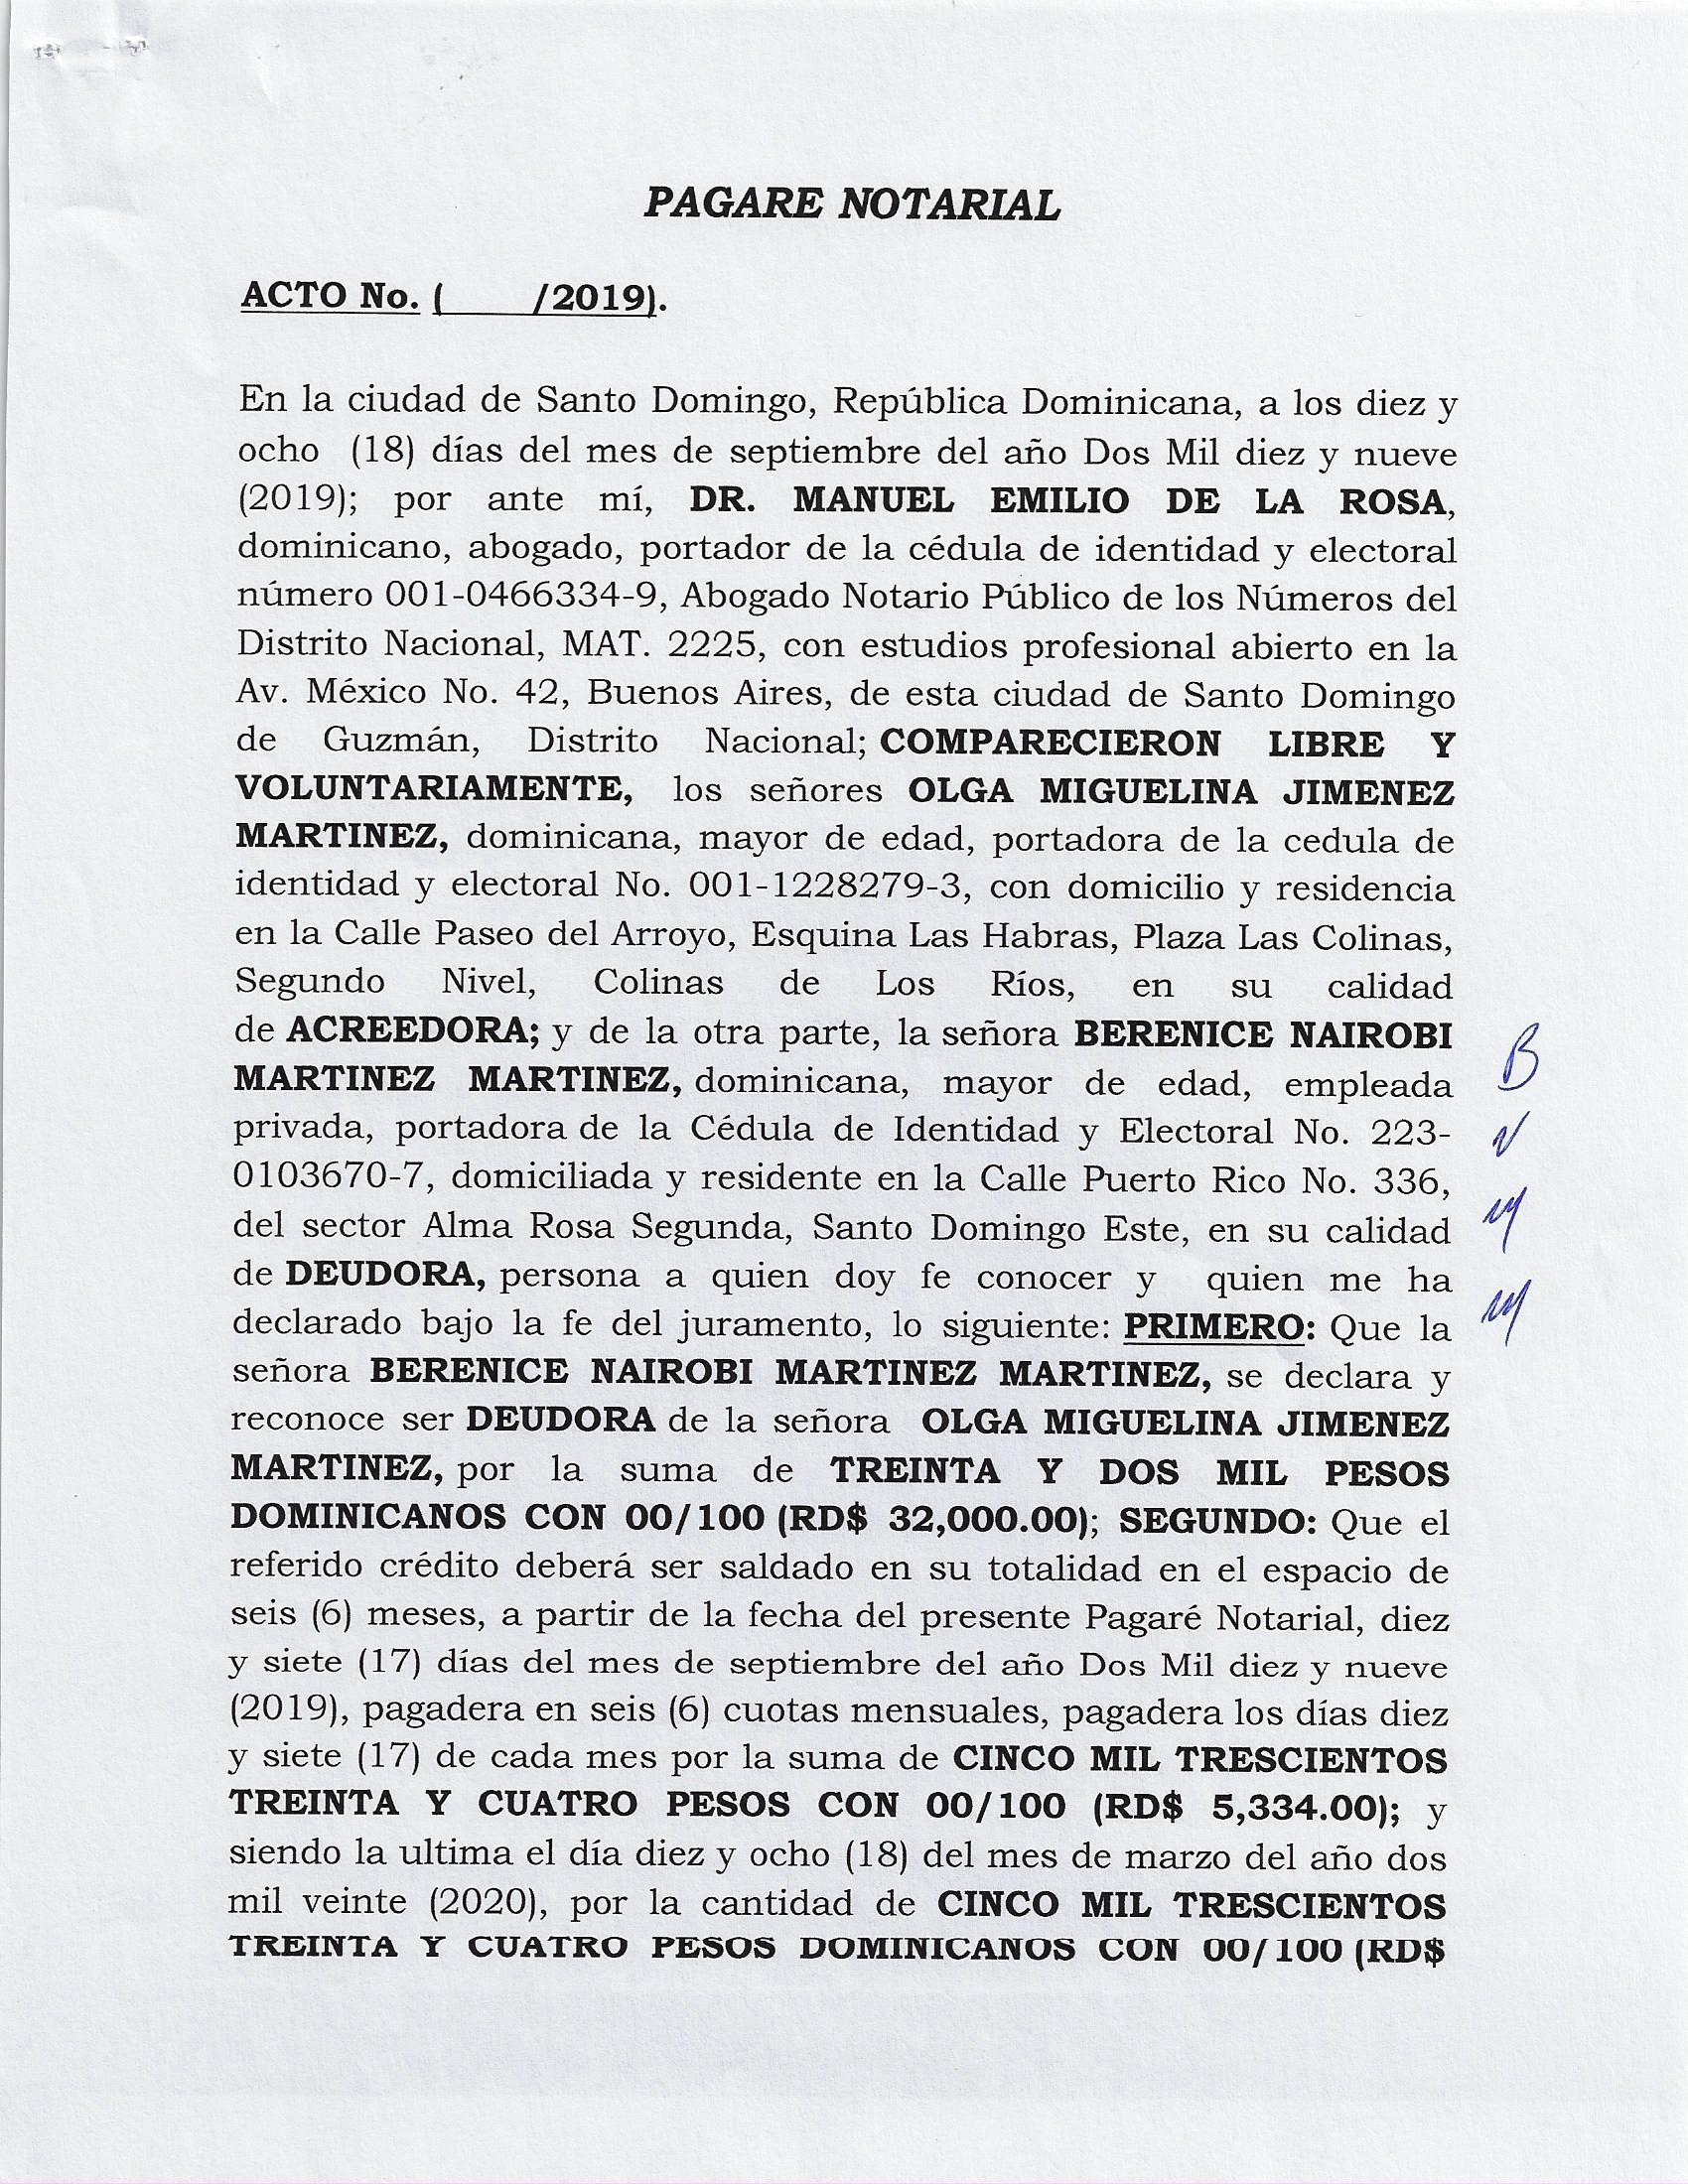 PAGARE NOTARIAL
ACTO No. ( /2019).
En la ciudad de Santo Domingo, República Dominicana, a los diez y
ocho (18) días del mes de septiembre del año Dos Mil diez y nueve
(2019); por ante mí, DR. MANUEL EMILIO DE LA ROSA,
dominicano, abogado, portador de la cédula de identidad y electoral
número 001-0466334-9, Abogado Notario Público de los Números del
Distrito Nacional, MAT. 2225, con estudios profesional abierto en la
Av. México No. 42, Buenos Aires, de esta ciudad de Santo Domingo
de Guzmán, Distrito Nacional; COMPARECIERON LIBRE Y
VOLUNTARIAMENTE, los señores OLGA MIGUELINA JIMENEZ
MARTINEZ, dominicana, mayor de edad, portadora de la cedula de
identidad y electoral No. 001-1228279-3, con domicilio y residencia
en la Calle Paseo del Arroyo, Esquina Las Habras, Plaza Las Colinas,
Segundo Nivel, Colinas de Los Ríos, en su calidad
de ACREEDORA; y de la otra parte, la señora BERENICE NAIROBI
MARTINEZ MARTINEZ, dominicana, mayor de edad, empleada
privada, portadora de la Cédula de Identidad y Electoral No. 223-
0103670-7, domiciliada y residente en la Calle Puerto Rico No. 336,
del sector Alma Rosa Segunda, Santo Domingo Este, en su calidad
de DEUDORA, persona a quien doy fe conocer y quien me ha
declarado bajo la fe del juramento, lo siguiente: PRIMERO: Que la
señora BERENICE NAIROBI MARTINEZ MARTINEZ, se declara y
reconoce ser DEUDORA de la señora OLGA MIGUELINA JIMENEZ
MARTINEZ, por la suma de TREINTA Y DOS MIL PESOS
DOMINICANOS CON 00/100 (RD$ 32,000.00); SEGUNDO: Que el
referido crédito deberá ser saldado en su totalidad en el espacio de
seis (6) meses, a partir de la fecha del presente Pagaré Notarial, diez
y siete (17) días del mes de septiembre del año Dos Mil diez y nueve
(2019), pagadera en seis (6) cuotas mensuales, pagadera los días diez
y siete (17) de cada mes por la suma de CINCO MIL TRESCIENTOS
TREINTA Y CUATRO PESOS CON 00/100 (RD$ 5,334.00); y
siendo la ultima el día diez y ocho (18) del mes de marzo del año dos
mil veinte (2020), por la cantidad de CINCO MIL TRESCIENTOS
TREINTA Y CUATRO PESOS DOMINICANOS CON 00/100 (RD$
B
N
M
M